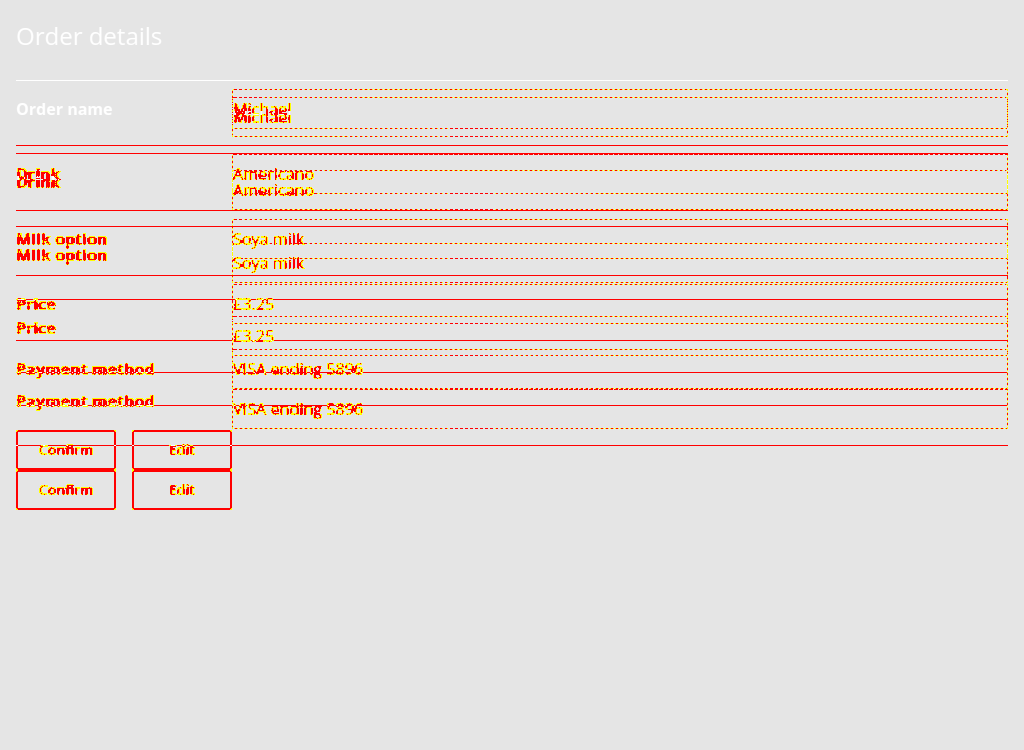 Order details
Order name Michael
Michael
Drink Americano
Drink
Americano
Milk option Soya milk
Milk option
Soya milk
Price £3.25
Price
£3.25
Payment method VISA ending 5896
Payment method
VISA ending 5896
Confirm Edit
Confirm Edit